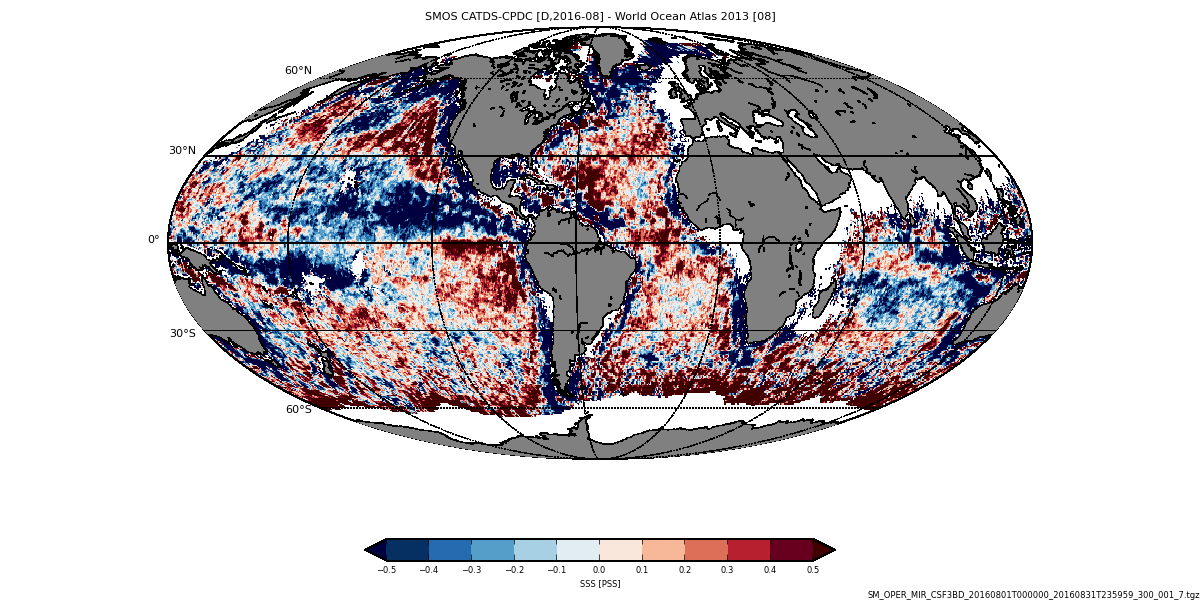 SMOS CATDS-CPDC [D,2016-08] - World Ocean Atlas 2013 [08]
60°N
30°N
0°
30°S
60°S
−0.5 −0.4 −0.3 −0.2 −0.1 0.0 0.1 0.2 0.3 0.4 0.5
SSS [PSS]
SM_OPER_MIR_CSF3BD_20160801T000000_20160831T235959_300_001_7.tgz